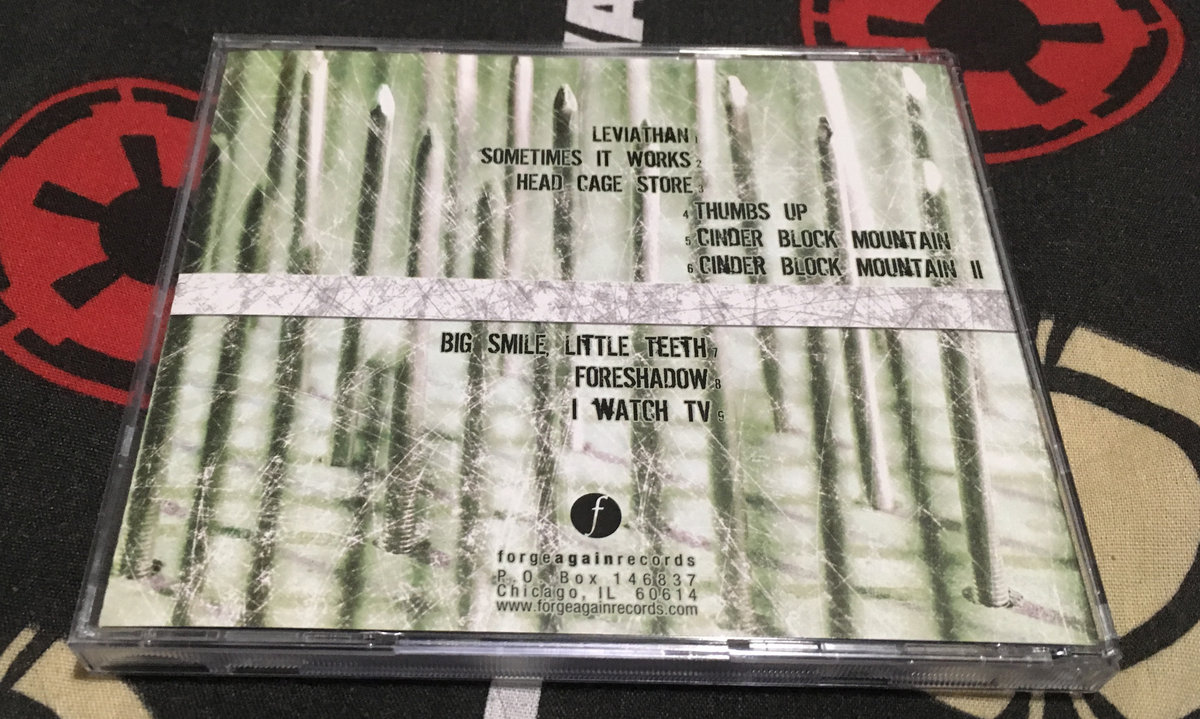 LEVIATHAN 1
SOMETIMES IT WORKS 2
HEAD CAGE STORE 3
4 THUMBS UP
5 CINDER BLOCK MOUNTAIN
6 CINDER BLOCK MOUNTAIN II
BIG SMILE, LITTLE TEETH 7
FORESHADOW 8
I WATCH TV 9
f
forgeagainrecords
P.O. Box 146837
Chicago, IL 60614
www.forgeagainrecords.com